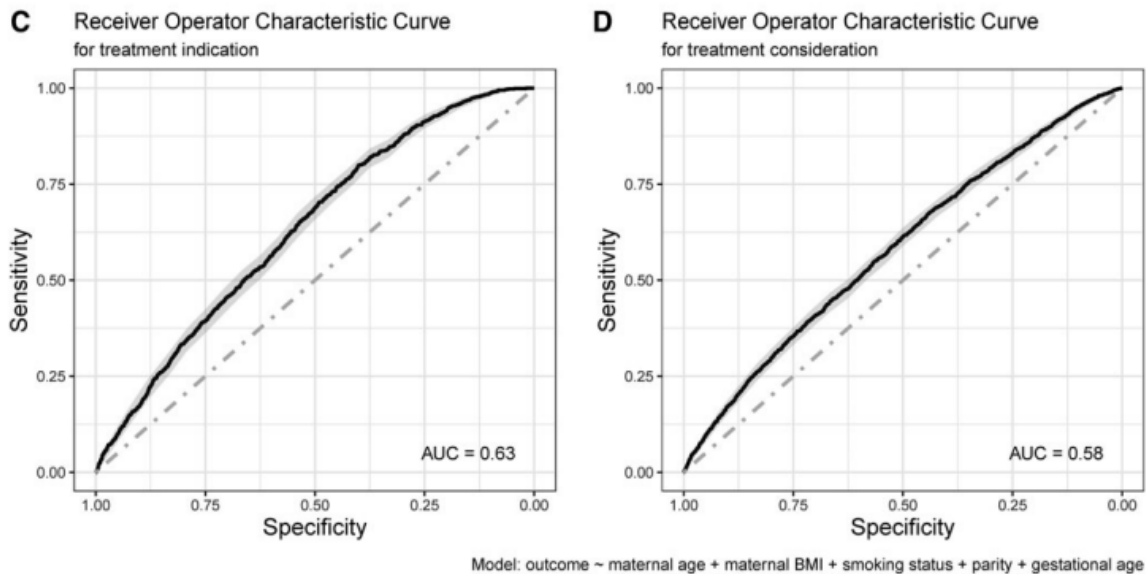 C Receiver Operator Characteristic Curve
for treatment indication
1.00
0.75
0.50
0.25
0.00
Sensitivity
AUC = 0.63
1.00 0.75 0.50 0.25 0.00
Specificity
D Receiver Operator Characteristic Curve
for treatment consideration
1.00
0.75
0.50
0.25
0.00
Sensitivity
AUC = 0.58
1.00 0.75 0.50 0.25 0.00
Specificity
Model: outcome ~ maternal age + maternal BMI + smoking status + parity + gestational age